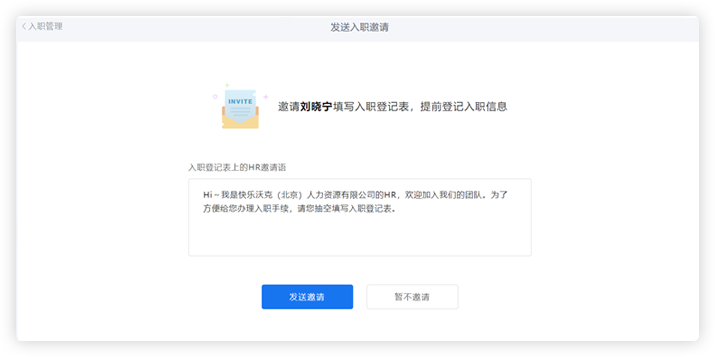 入职管理
发送入职邀请
INVITE
邀请刘晓宁填写入职登记表，提前登记入职信息
入职登记表上的HR邀请语
Hi～我是快乐沃克（北京）人力资源有限公司的HR，欢迎加入我们的团队。为了
方便给您办理入职手续，请您抽空填写入职登记表。
发送邀请
暂不邀请